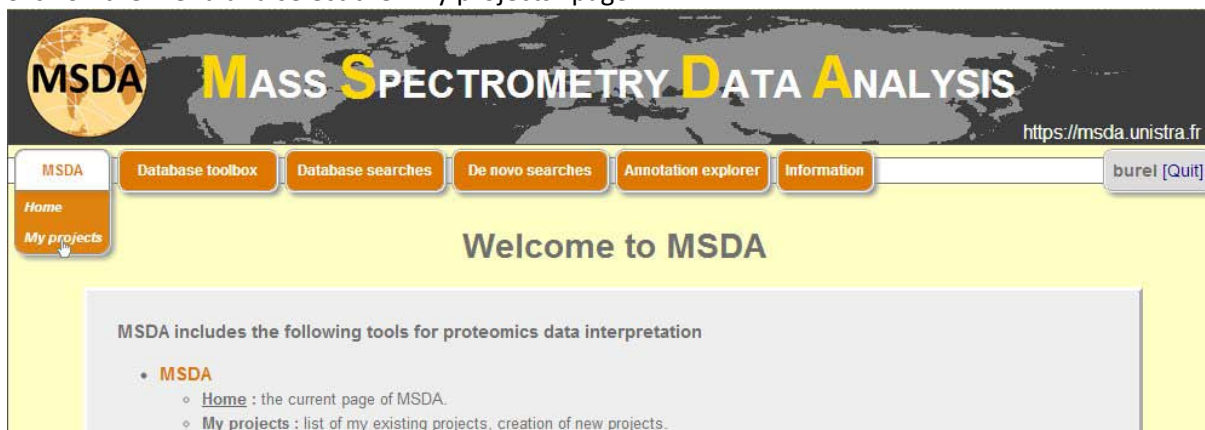 MSDA
MASS SPECTROMETRY DATA ANALYSIS
https://msda.unistra.fr
MSDA Database toolbox Database searches De novo searches Annotation explorer Information burel [Quit]
Home
My projects
Welcome to MSDA
MSDA includes the following tools for proteomics data interpretation
• MSDA
◦ Home : the current page of MSDA.
◦ My projects : list of my existing projects, creation of new projects.